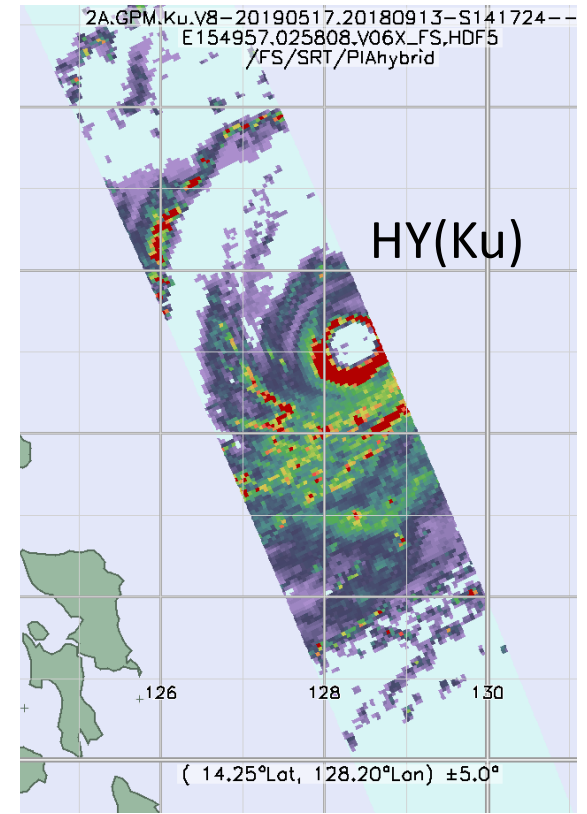 2A.GPM.Ku.V8-20190517.20180913-S141724--
E154957.025808.V06X_FS,HDF5
/FS/SRT/PIAhybrid
HY(Ku)
126 128 130
( 14.25°Lat, 128.20°Lon) ±5.0°